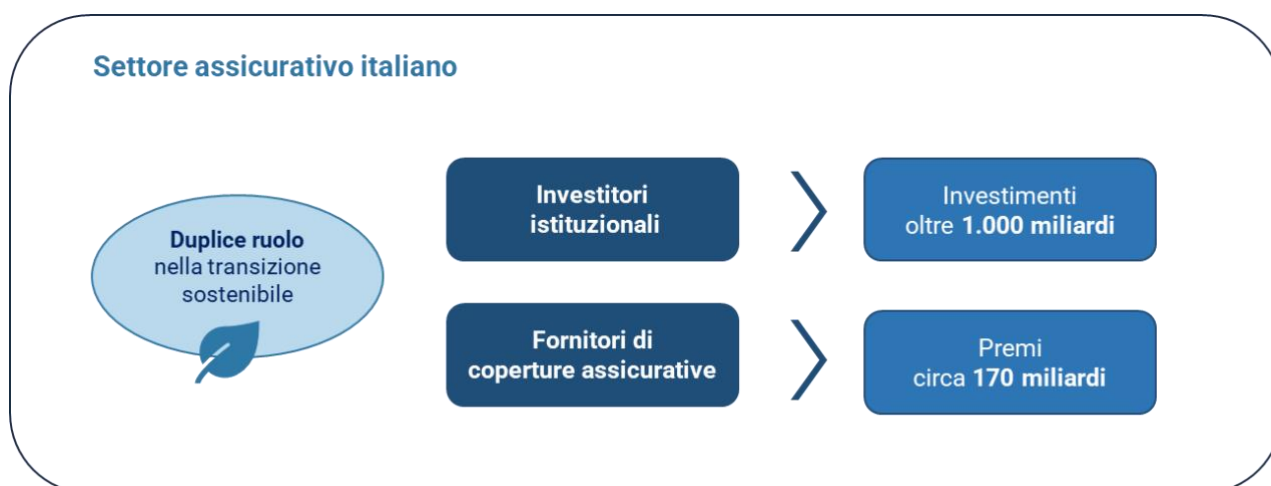 Settore assicurativo italiano
Duplice ruolo
nella transizione
sostenibile
Investitori
istituzionali
Investimenti
oltre 1.000 miliardi
Fornitori di
coperture assicurative
Premi
circa 170 miliardi